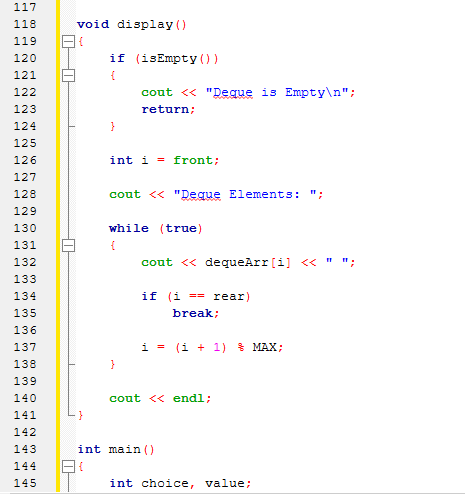 117
118 void display()
119 {
120     if (isEmpty())
121     {
122         cout << "Deque is Empty\n";
123         return;
124     }
125
126     int i = front;
127
128     cout << "Deque Elements: ";
129
130     while (true)
131     {
132         cout << dequeArr[i] << " ";
133
134         if (i == rear)
135             break;
136
137         i = (i + 1) % MAX;
138     }
139
140     cout << endl;
141 }
142
143 int main()
144 {
145     int choice, value;